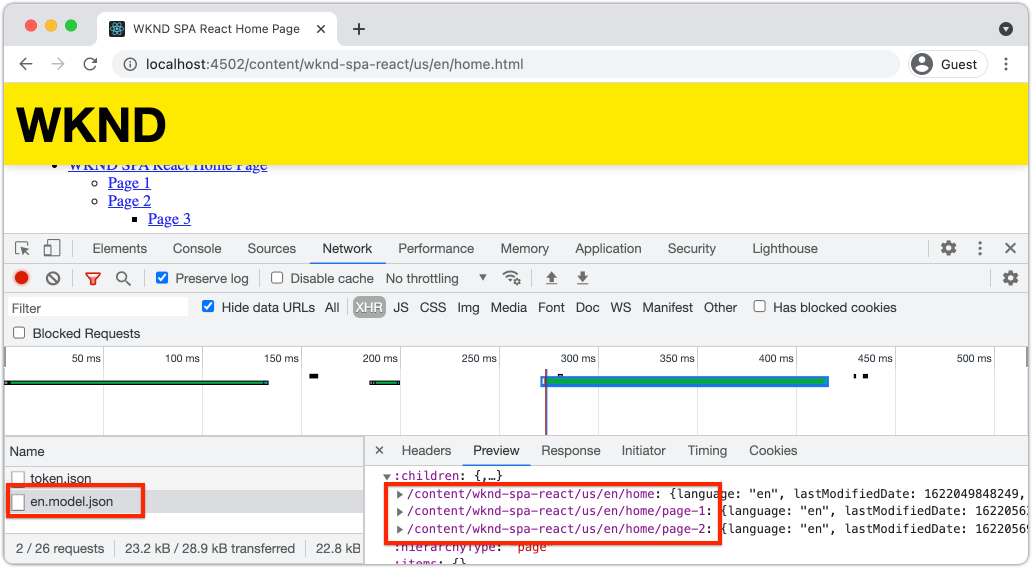 WKND SPA React Home Page
localhost:4502/content/wknd-spa-react/us/en/home.html
Guest
WKND
WKND SPA React Home Page
Page 1
Page 2
Page 3
Elements Console Sources Network Performance Memory Application Security Lighthouse
Preserve log Disable cache No throttling
Filter Hide data URLs All XHR JS CSS Img Media Font Doc WS Manifest Other Has blocked cookies
Blocked Requests
50 ms 100 ms 150 ms 200 ms 250 ms 300 ms 350 ms 400 ms 450 ms 500 ms
Name
Headers Preview Response Initiator Timing Cookies
token.json
en.model.json
:children: {,…}
/content/wknd-spa-react/us/en/home: {language: "en", lastModifiedDate: 1622049848249,
/content/wknd-spa-react/us/en/home/page-1: {language: "en", lastModifiedDate: 1622056
/content/wknd-spa-react/us/en/home/page-2: {language: "en", lastModifiedDate: 1622056
:hierarchyType: "page"
:items: {}
2 / 26 requests 23.2 kB / 28.9 kB transferred 22.8 kB